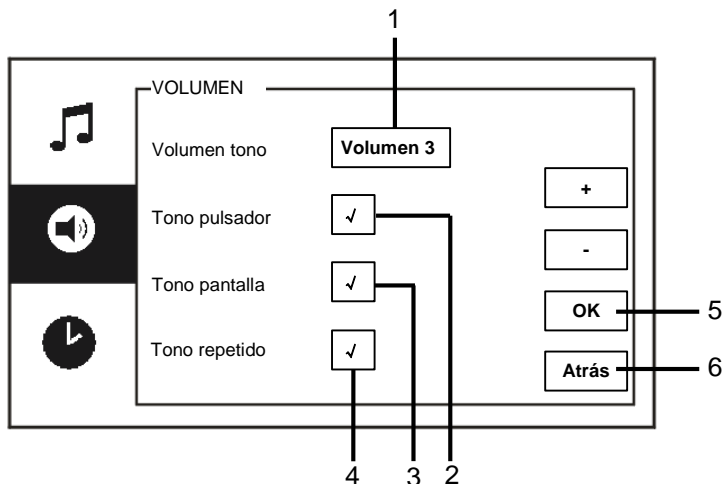 1
VOLUMEN
Volumen tono
Volumen 3
+
Tono pulsador
√
-
Tono pantalla
√
OK
5
Tono repetido
√
Atrás
6
4
3
2